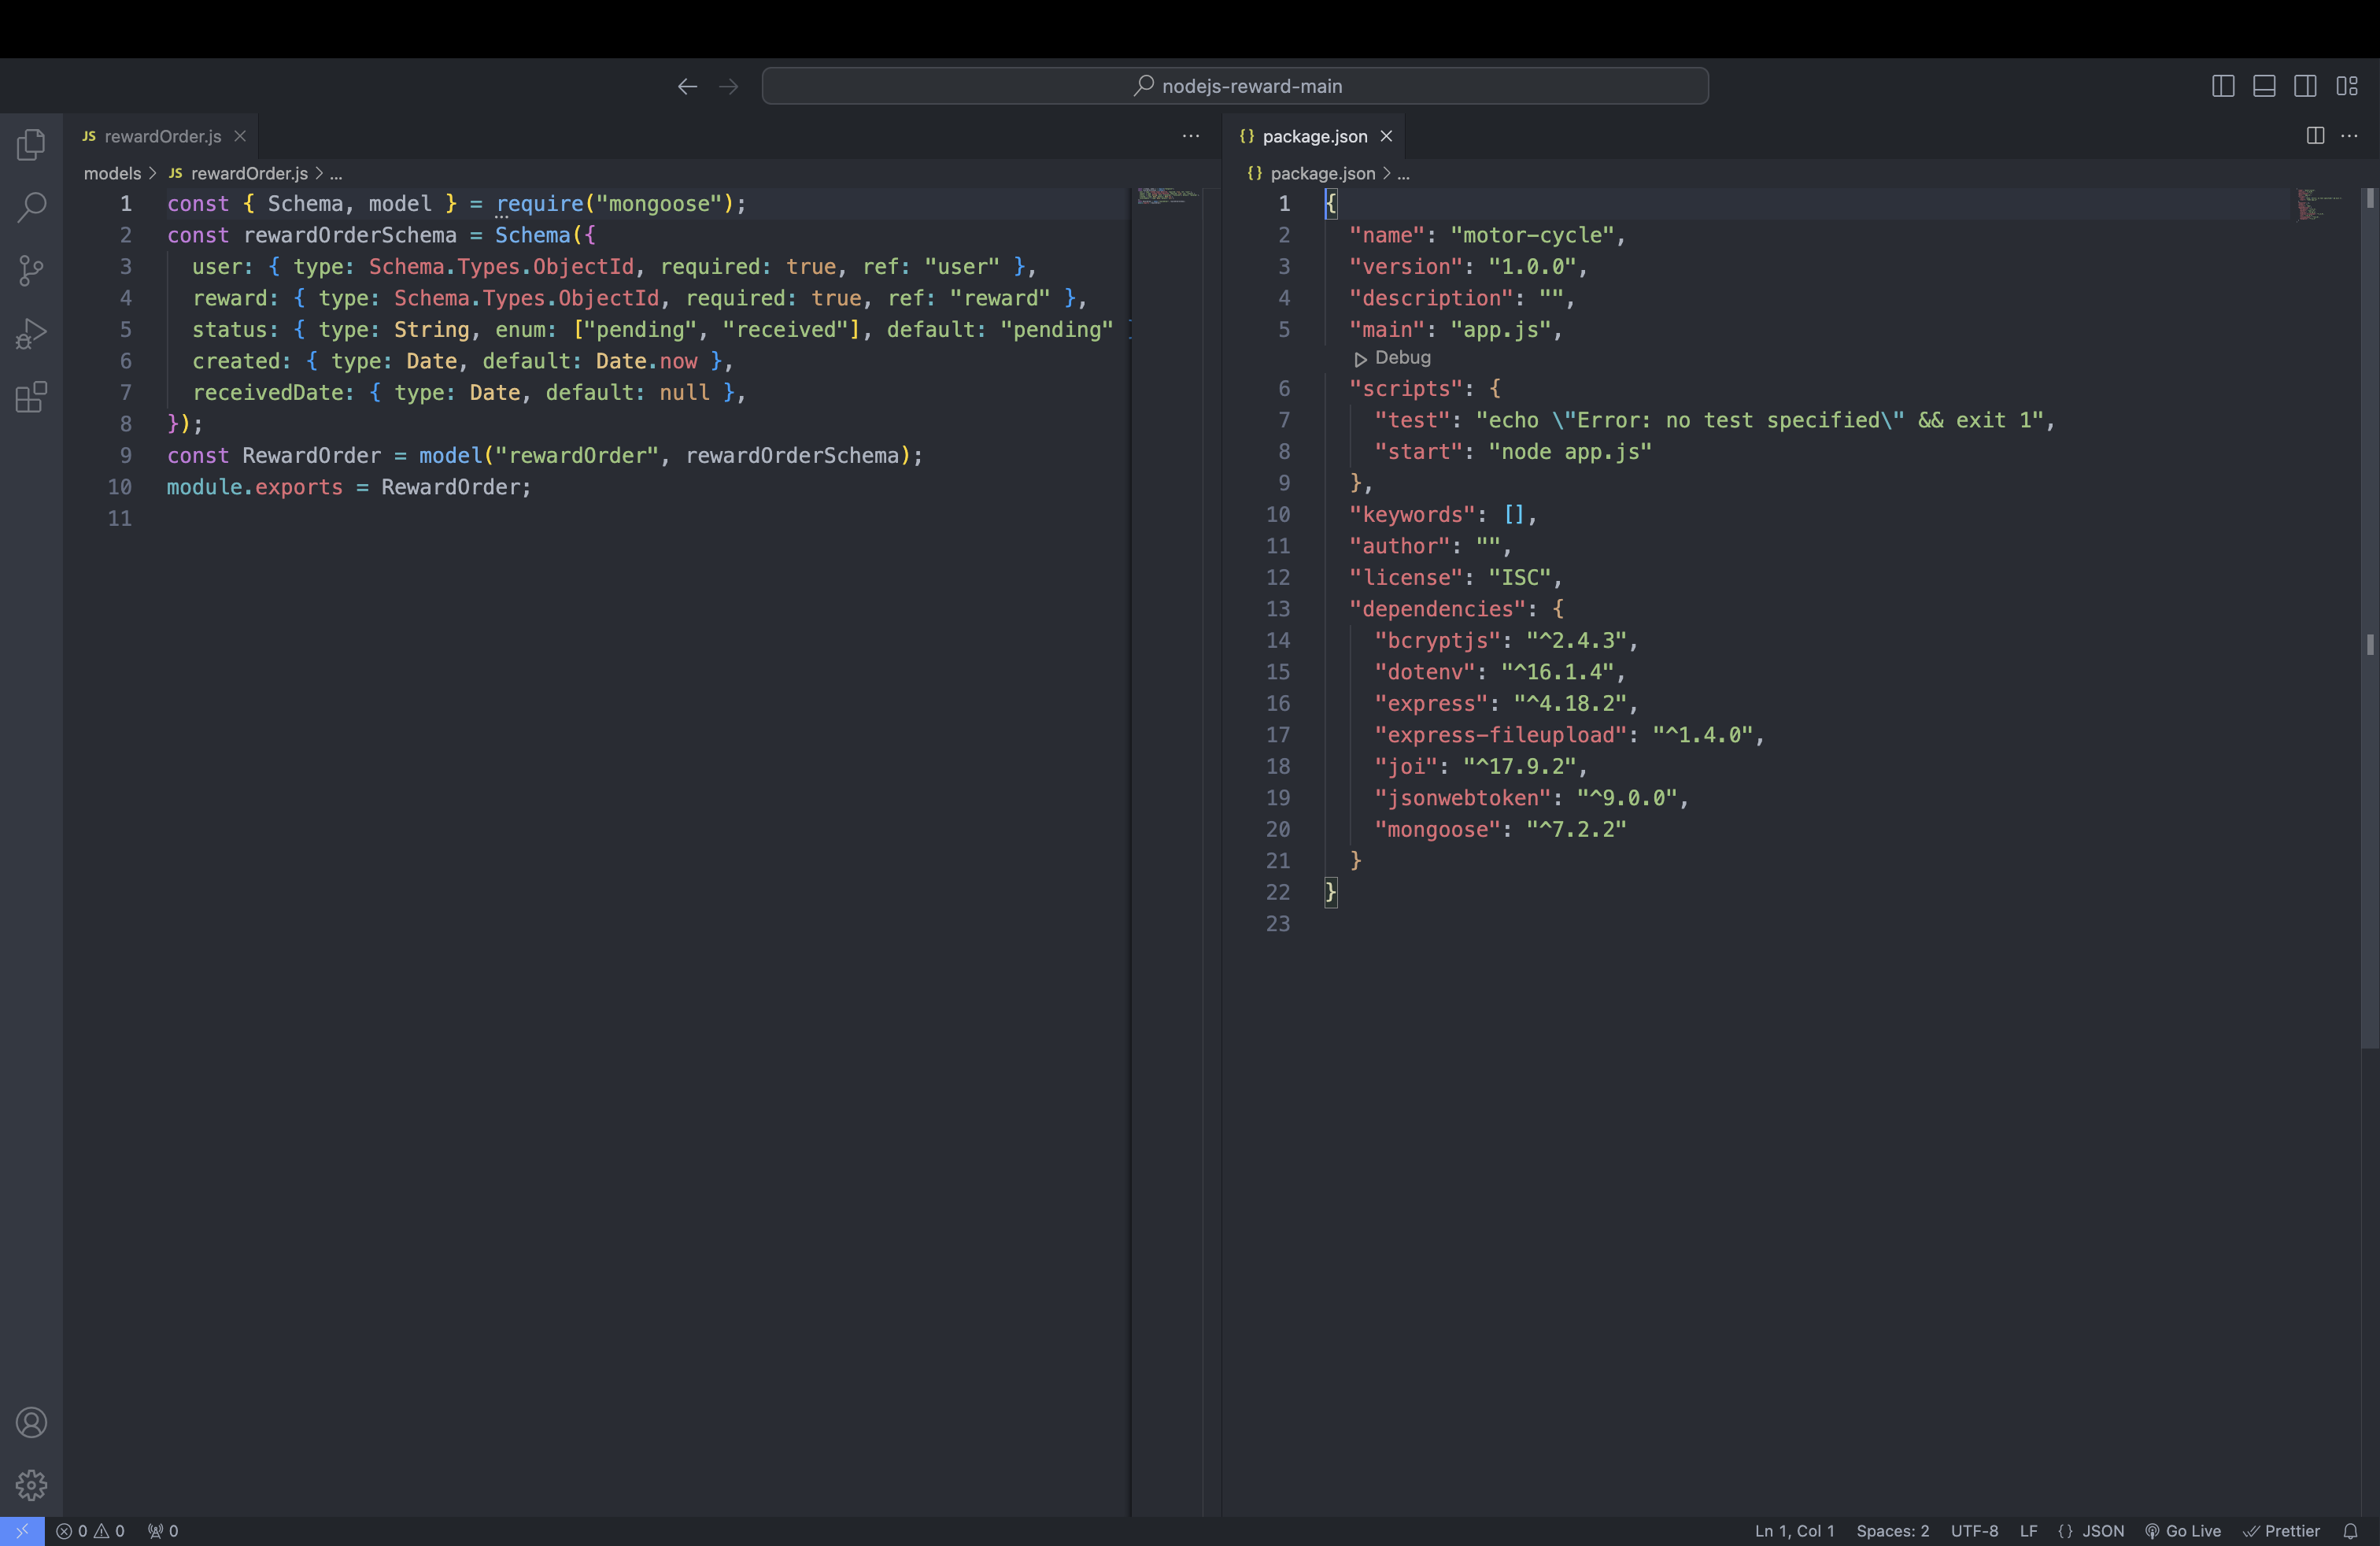 nodejs-reward-main
JS rewardOrder.js
models > JS rewardOrder.js > ...
1 const { Schema, model } = require("mongoose");
2 const rewardOrderSchema = Schema({
3 user: { type: Schema.Types.ObjectId, required: true, ref: "user" },
4 reward: { type: Schema.Types.ObjectId, required: true, ref: "reward" },
5 status: { type: String, enum: ["pending", "received"], default: "pending"
6 created: { type: Date, default: Date.now },
7 receivedDate: { type: Date, default: null },
8 });
9 const RewardOrder = model("rewardOrder", rewardOrderSchema);
10 module.exports = RewardOrder;
11
{} package.json
{} package.json > ...
1 {
2 "name": "motor-cycle",
3 "version": "1.0.0",
4 "description": "",
5 "main": "app.js",
Debug
6 "scripts": {
7 "test": "echo \"Error: no test specified\" && exit 1",
8 "start": "node app.js"
9 },
10 "keywords": [],
11 "author": "",
12 "license": "ISC",
13 "dependencies": {
14 "bcryptjs": "^2.4.3",
15 "dotenv": "^16.1.4",
16 "express": "^4.18.2",
17 "express-fileupload": "^1.4.0",
18 "joi": "^17.9.2",
19 "jsonwebtoken": "^9.0.0",
20 "mongoose": "^7.2.2"
21 }
22 }
23
0 0 0
Ln 1, Col 1 Spaces: 2 UTF-8 LF {} JSON Go Live Prettier